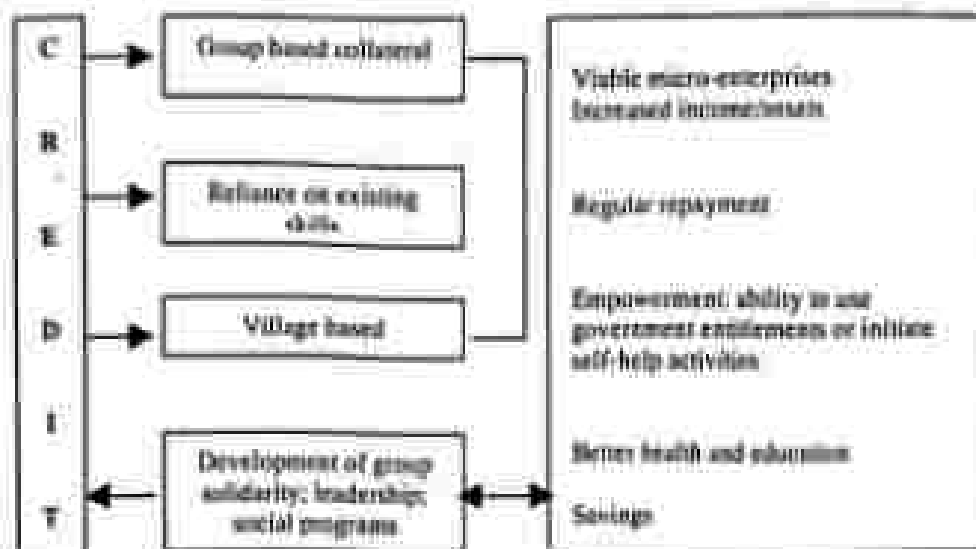 C
R
E
D
I
T
Group based collateral
Reliance on existing
skills
Village based
Development of group
solidarity; leadership;
social programs
Viable micro-enterprises
Increased income/assets
Regular repayment
Empowerment, ability to use
government entitlements or initiate
self-help activities
Better health and education
Savings